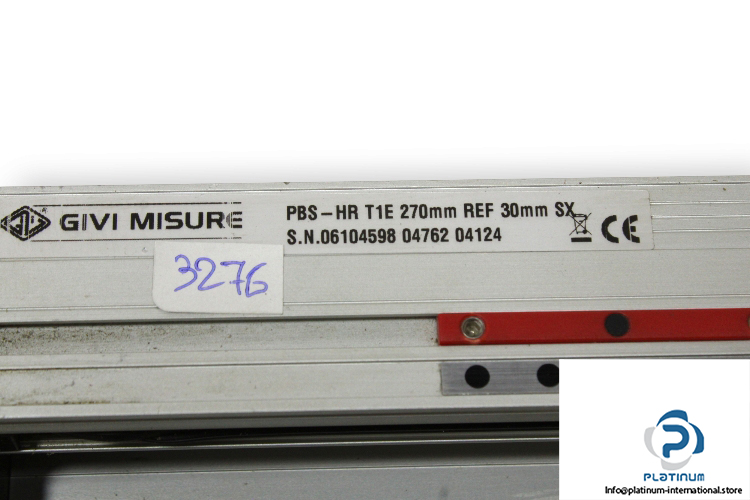 GIVI MISURE
PBS-HR T1E 270mm REF 30mm SX
S.N.06104598 04762 04124
CE
3276
PLATINUM
Info@platinum-international.store